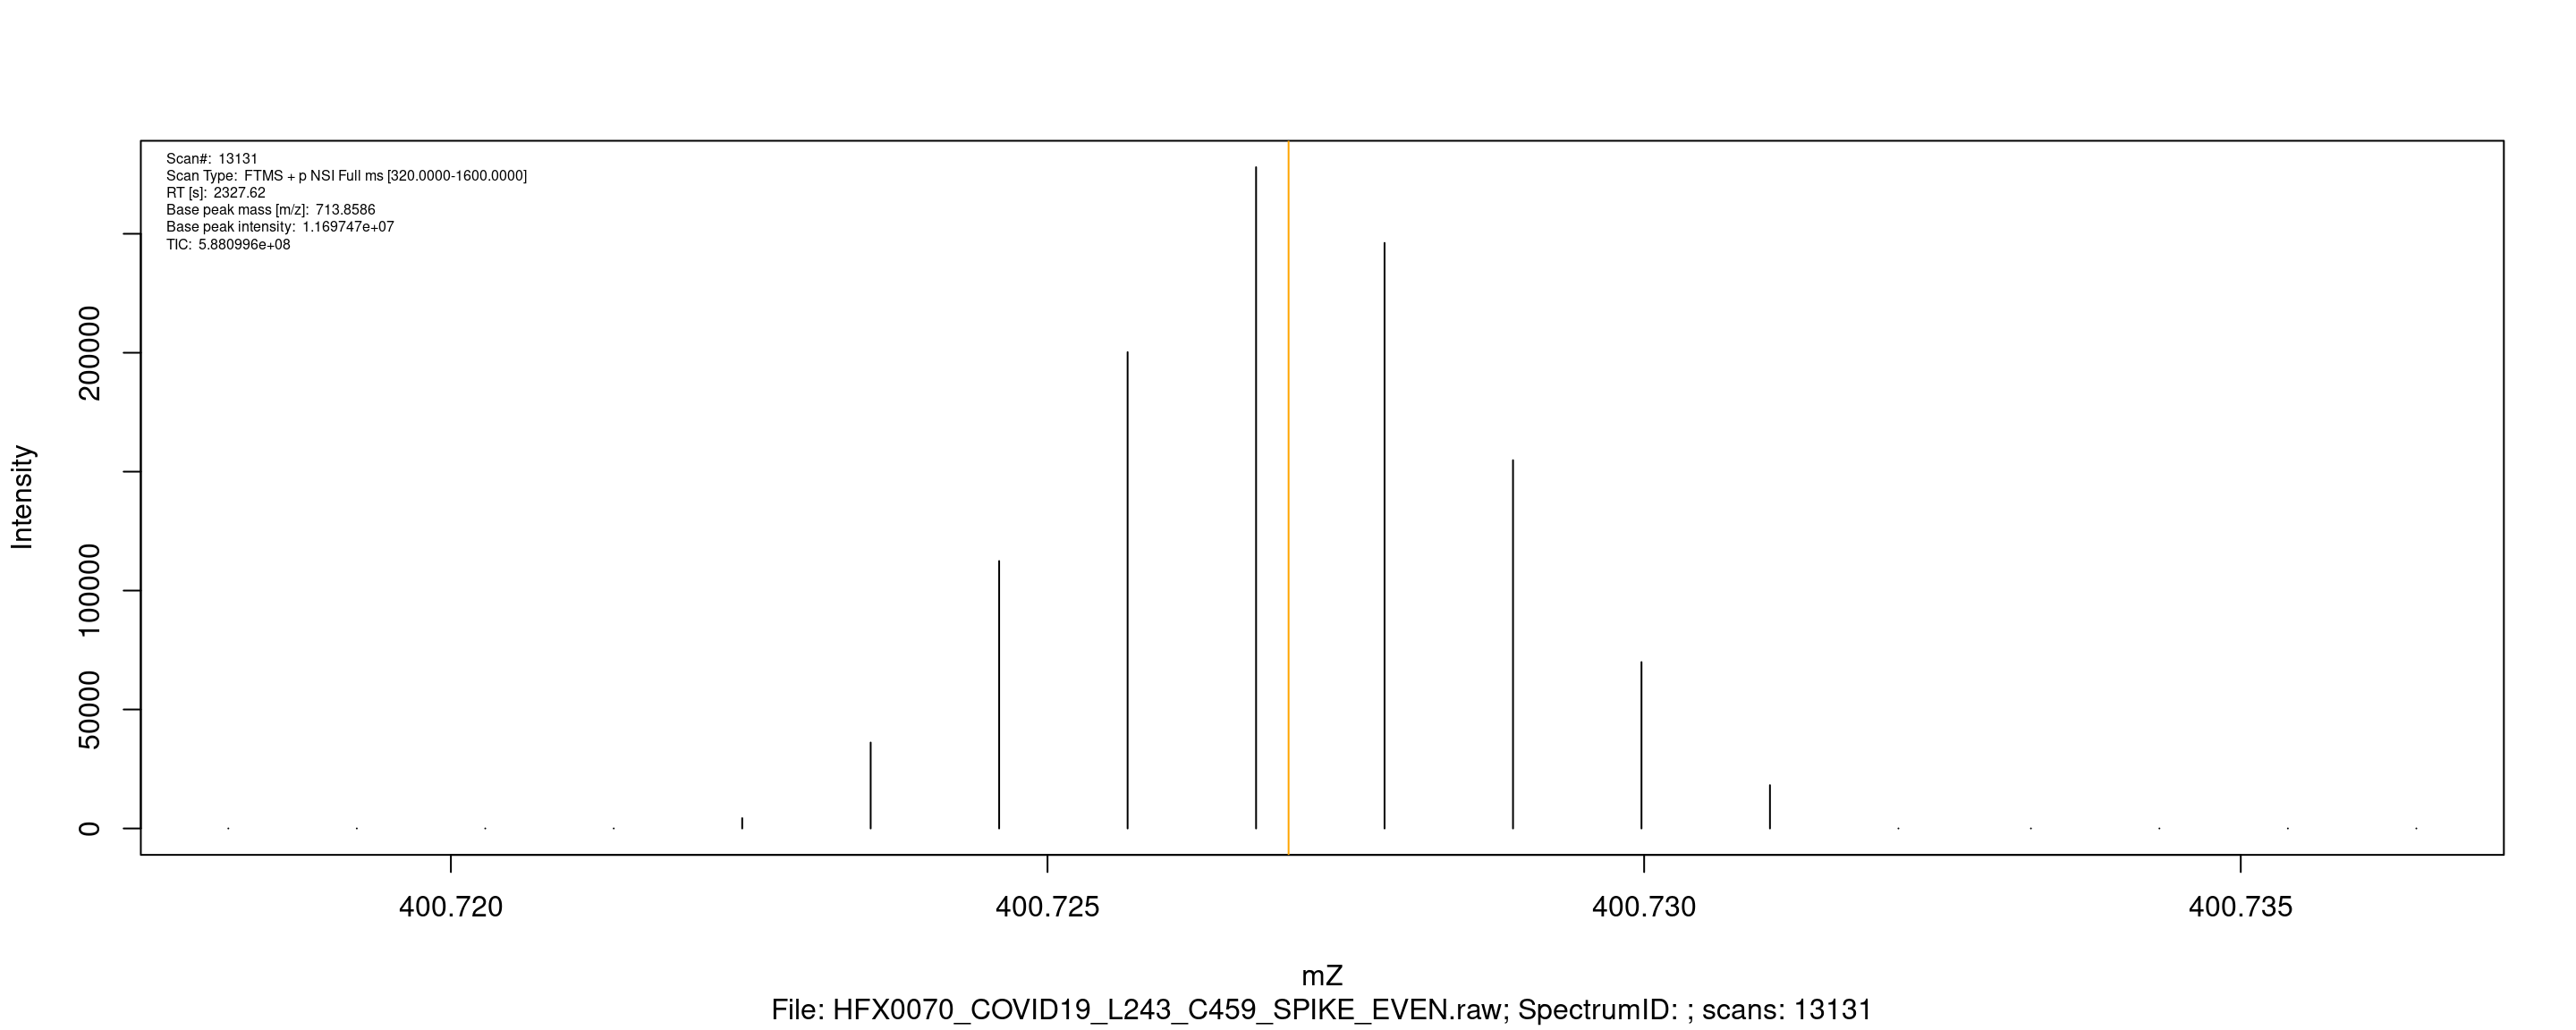 Scan#: 13131
Scan Type: FTMS + p NSI Full ms [320.0000-1600.0000]
RT [s]: 2327.62
Base peak mass [m/z]: 713.8586
Base peak intensity: 1.169747e+07
TIC: 5.880996e+08
Intensity
200000
100000
50000
0
400.720
400.725
400.730
400.735
mZ
File: HFX0070_COVID19_L243_C459_SPIKE_EVEN.raw; SpectrumID: ; scans: 13131